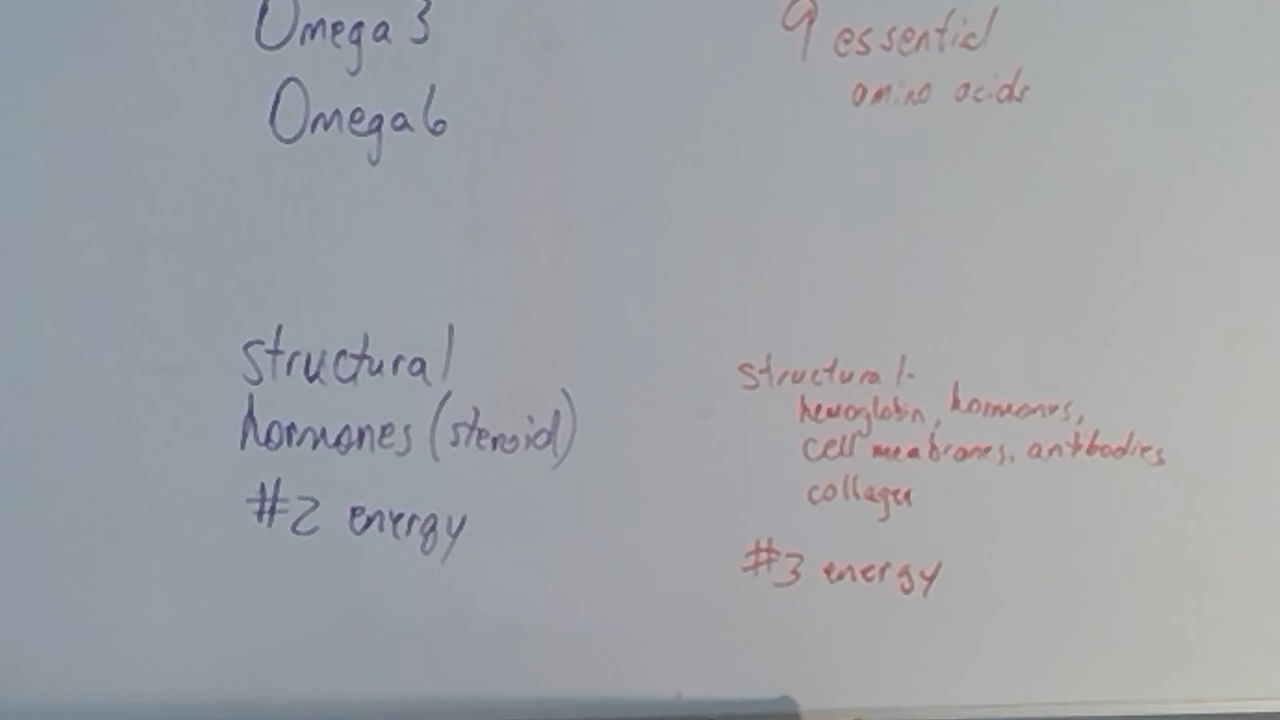 Omega 3
Omega 6
structural
hormones (steroid)
#2 energy
9 essential
amino acids
structural-
hemoglobin, hormones,
cell membranes, antibodies
collagen
#3 energy